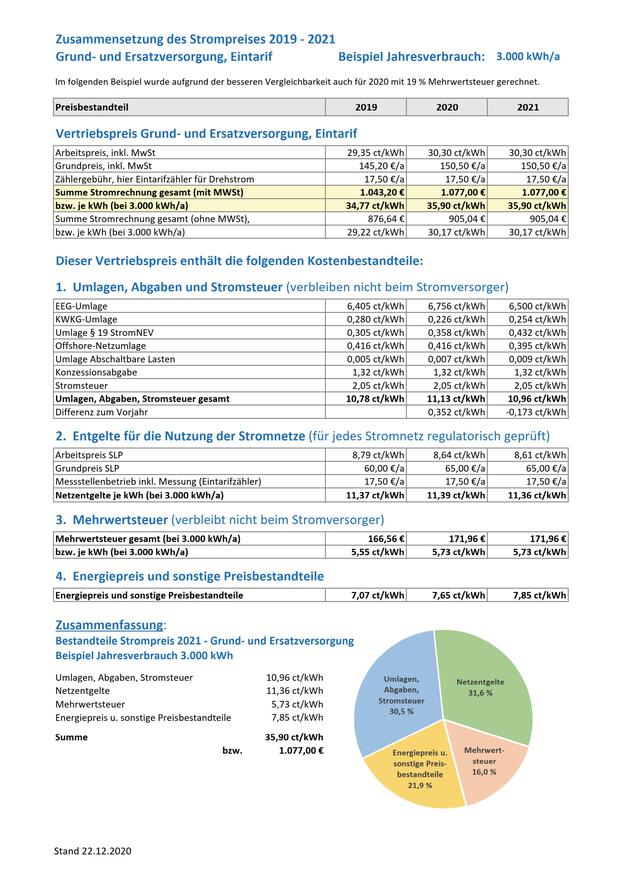 Zusammensetzung des Strompreises 2019 - 2021
Grund- und Ersatzversorgung, Eintarif Beispiel Jahresverbrauch: 3.000 kWh/a
Im folgenden Beispiel wurde aufgrund der besseren Vergleichbarkeit auch für 2020 mit 19 % Mehrwertsteuer gerechnet.
Preisbestandteil 2019 2020 2021
Vertriebspreis Grund- und Ersatzversorgung, Eintarif
Arbeitspreis, inkl. MwSt 29,35 ct/kWh 30,30 ct/kWh 30,30 ct/kWh
Grundpreis, inkl. MwSt 145,20 €/a 150,50 €/a 150,50 €/a
Zählergebühr, hier Eintarifzähler für Drehstrom 17,50 €/a 17,50 €/a 17,50 €/a
Summe Stromrechnung gesamt (mit MWSt) 1.043,20 € 1.077,00 € 1.077,00 €
bzw. je kWh (bei 3.000 kWh/a) 34,77 ct/kWh 35,90 ct/kWh 35,90 ct/kWh
Summe Stromrechnung gesamt (ohne MWSt), 876,64 € 905,04 € 905,04 €
bzw. je kWh (bei 3.000 kWh/a) 29,22 ct/kWh 30,17 ct/kWh 30,17 ct/kWh
Dieser Vertriebspreis enthält die folgenden Kostenbestandteile:
1. Umlagen, Abgaben und Stromsteuer (verbleiben nicht beim Stromversorger)
EEG-Umlage 6,405 ct/kWh 6,756 ct/kWh 6,500 ct/kWh
KWKG-Umlage 0,280 ct/kWh 0,226 ct/kWh 0,254 ct/kWh
Umlage § 19 StromNEV 0,305 ct/kWh 0,358 ct/kWh 0,432 ct/kWh
Offshore-Netzumlage 0,416 ct/kWh 0,416 ct/kWh 0,395 ct/kWh
Umlage Abschaltbare Lasten 0,005 ct/kWh 0,007 ct/kWh 0,009 ct/kWh
Konzessionsabgabe 1,32 ct/kWh 1,32 ct/kWh 1,32 ct/kWh
Stromsteuer 2,05 ct/kWh 2,05 ct/kWh 2,05 ct/kWh
Umlagen, Abgaben, Stromsteuer gesamt 10,78 ct/kWh 11,13 ct/kWh 10,96 ct/kWh
Differenz zum Vorjahr 0,352 ct/kWh -0,173 ct/kWh
2. Entgelte für die Nutzung der Stromnetze (für jedes Stromnetz regulatorisch geprüft)
Arbeitspreis SLP 8,79 ct/kWh 8,64 ct/kWh 8,61 ct/kWh
Grundpreis SLP 60,00 €/a 65,00 €/a 65,00 €/a
Messstellenbetrieb inkl. Messung (Eintarifzähler) 17,50 €/a 17,50 €/a 17,50 €/a
Netzentgelte je kWh (bei 3.000 kWh/a) 11,37 ct/kWh 11,39 ct/kWh 11,36 ct/kWh
3. Mehrwertsteuer (verbleibt nicht beim Stromversorger)
Mehrwertsteuer gesamt (bei 3.000 kWh/a) 166,56 € 171,96 € 171,96 €
bzw. je kWh (bei 3.000 kWh/a) 5,55 ct/kWh 5,73 ct/kWh 5,73 ct/kWh
4. Energiepreis und sonstige Preisbestandteile
Energiepreis und sonstige Preisbestandteile 7,07 ct/kWh 7,65 ct/kWh 7,85 ct/kWh
Zusammenfassung:
Bestandteile Strompreis 2021 - Grund- und Ersatzversorgung
Beispiel Jahresverbrauch 3.000 kWh
Umlagen, Abgaben, Stromsteuer 10,96 ct/kWh
Netzentgelte 11,36 ct/kWh
Mehrwertsteuer 5,73 ct/kWh
Energiepreis u. sonstige Preisbestandteile 7,85 ct/kWh
Summe 35,90 ct/kWh
bzw. 1.077,00 €
Umlagen,
Abgaben,
Stromsteuer
30,5 %
Netzentgelte
31,6 %
Energiepreis u.
sonstige Preis-
bestandteile
21,9 %
Mehrwert-
steuer
16,0 %
Stand 22.12.2020